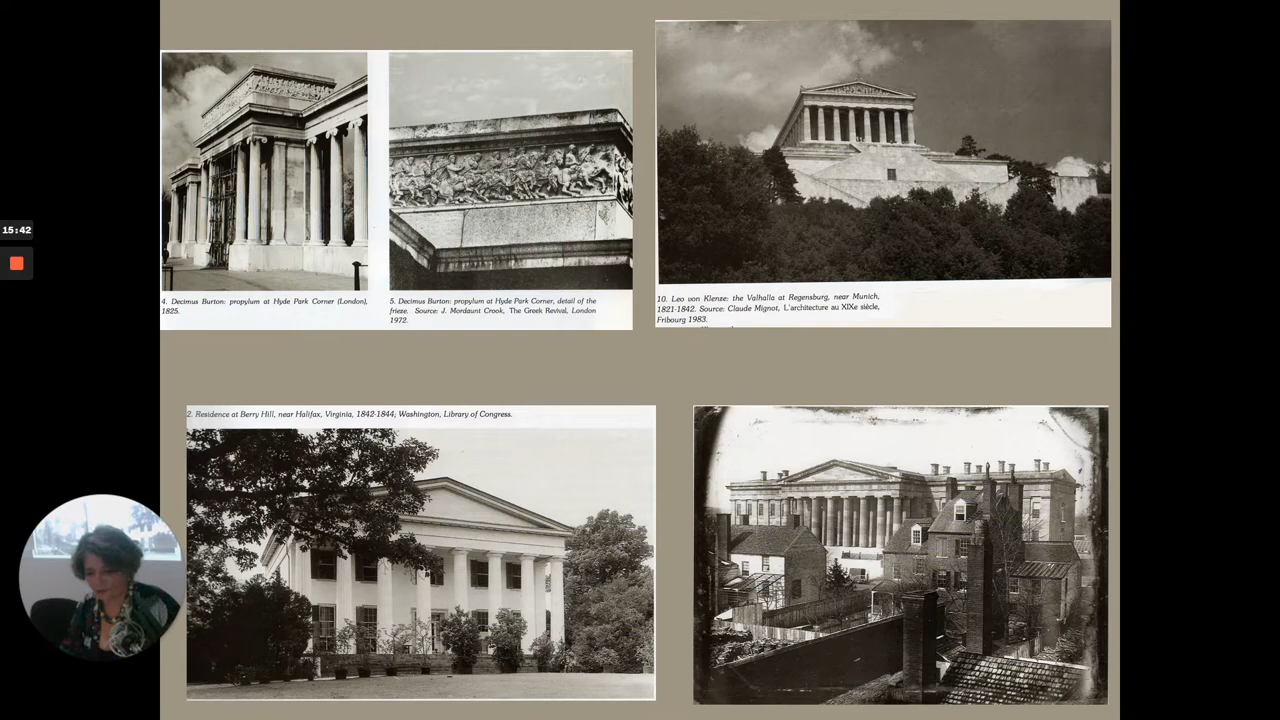 15:42
4. Decimus Burton: propylum at Hyde Park Corner (London),
1825.
5. Decimus Burton: propylum at Hyde Park Corner, detail of the
frieze. Source: J. Mordaunt Crook, The Greek Revival, London
1972.
10. Leo von Klenze: the Valhalla at Regensburg, near Munich,
1821-1842. Source: Claude Mignot, L'architecture au XIXe siècle,
Fribourg 1983.
2. Residence at Berry Hill, near Halifax, Virginia, 1842-1844; Washington, Library of Congress.